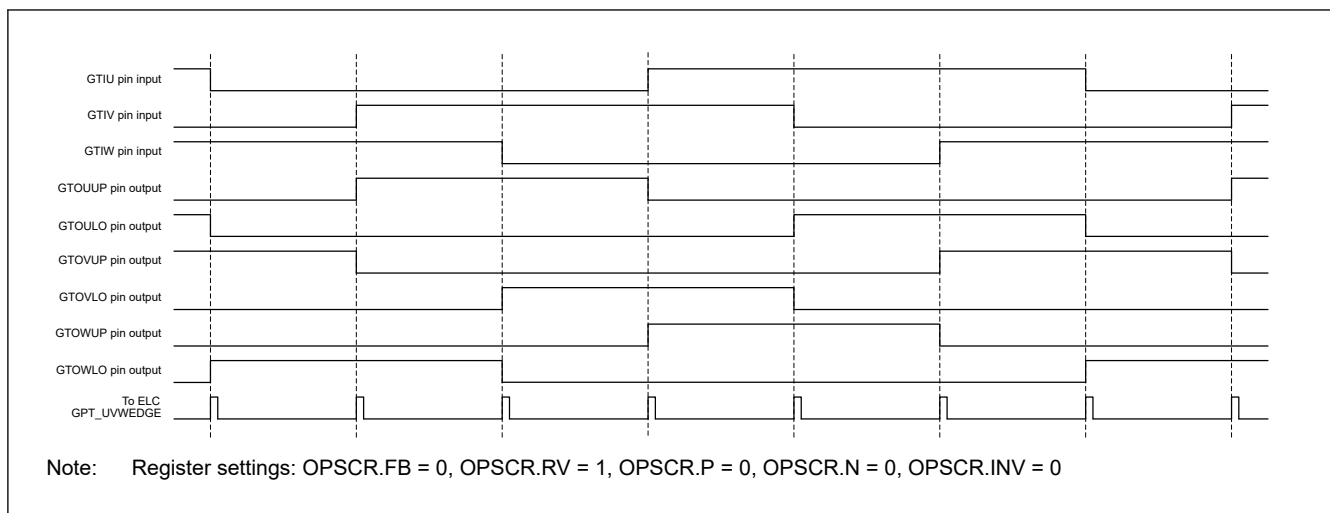 GTIU pin input
GTIV pin input
GTIW pin input
GTOUUP pin output
GTOULO pin output
GTOVUP pin output
GTOVLO pin output
GTOWUP pin output
GTOWLO pin output
To ELC
GPT_UVWEDGE
Note: Register settings: OPSCR.FB = 0, OPSCR.RV = 1, OPSCR.P = 0, OPSCR.N = 0, OPSCR.INV = 0